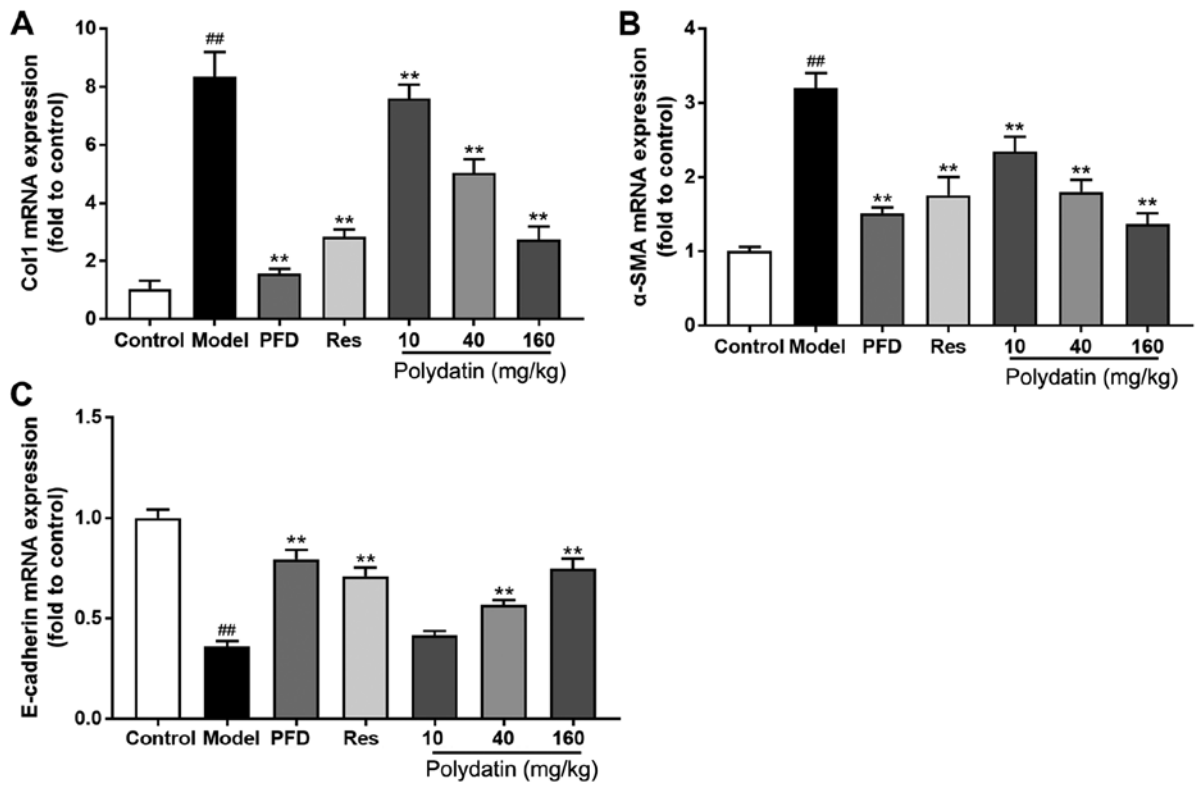 A
Col1 mRNA expression
(fold to control)
10
8
6
4
2
0
##
**
**
**
**
**
Control Model PFD Res 10 40 160
Polydatin (mg/kg)
B
α-SMA mRNA expression
(fold to control)
4
3
2
1
0
##
**
**
**
**
**
Control Model PFD Res 10 40 160
Polydatin (mg/kg)
C
E-cadherin mRNA expression
(fold to control)
1.5
1.0
0.5
0.0
##
**
**
**
**
Control Model PFD Res 10 40 160
Polydatin (mg/kg)